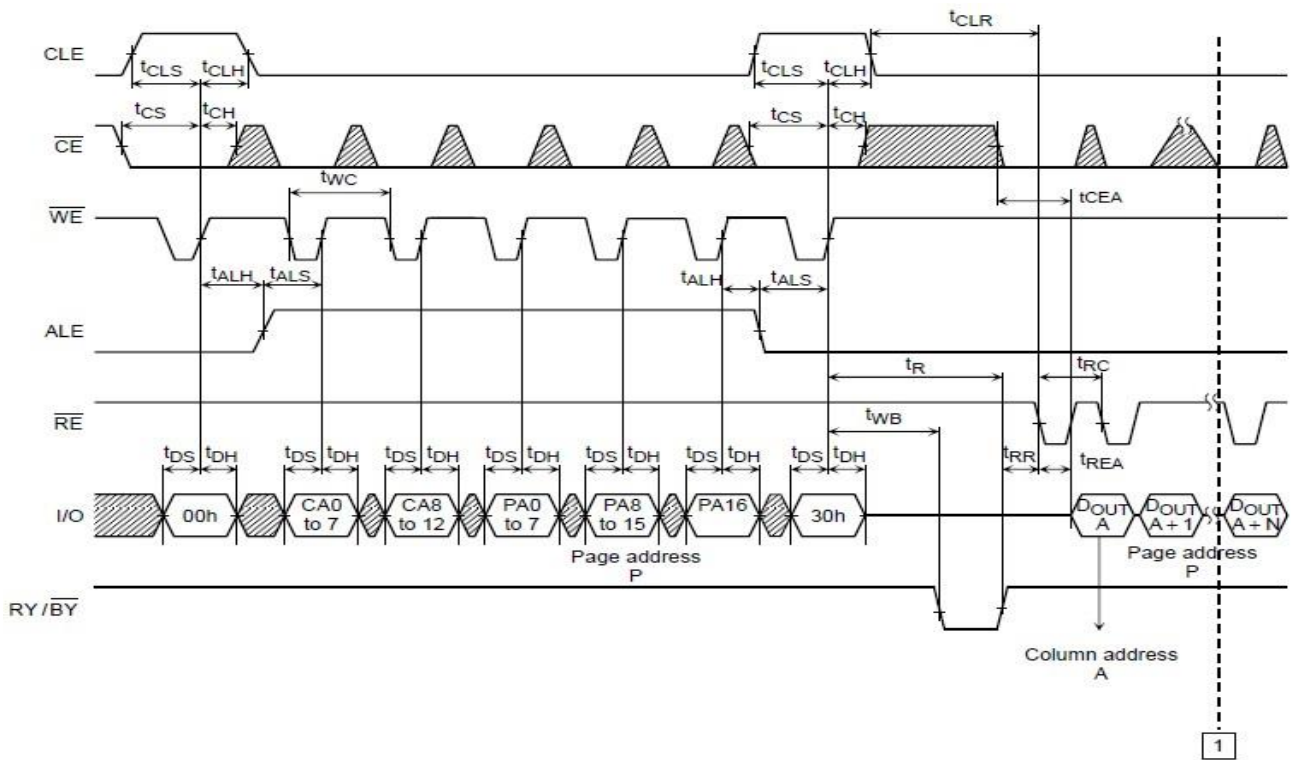 tCLR
CLE
tCLS tCLH tCLS tCLH
tCS tCH tCS tCH
CE
tWC
tCEA
WE
tALH tALS tALH tALS
ALE
tR
tRC
RE
tWB
tDS tDH tDS tDH tDS tDH tDS tDH tDS tDH tDS tDH tDS tDH tRR tREA
I/O
00h
CA0 to 7
CA8 to 12
PA0 to 7
PA8 to 15
PA16
30h
DOUT A
DOUT A + 1
DOUT A + N
Page address
P
Page address
P
RY / BY
Column address
A
1